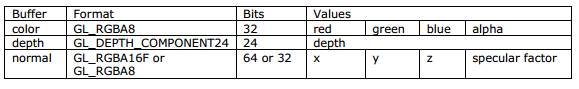 Buffer Format Bits Values
color GL_RGBA8 32 red green blue alpha
depth GL_DEPTH_COMPONENT24 24 depth
normal GL_RGBA16F or 64 or 32 x y z specular factor
GL_RGBA8